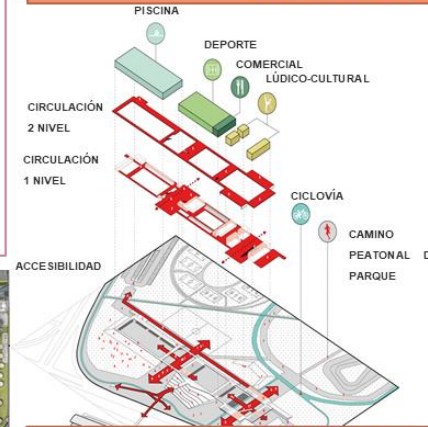 PISCINA
DEPORTE
COMERCIAL
LÚDICO-CULTURAL
CIRCULACIÓN
2 NIVEL
CIRCULACIÓN
1 NIVEL
CICLOVÍA
CAMINO
PEATONAL D
PARQUE
ACCESIBILIDAD